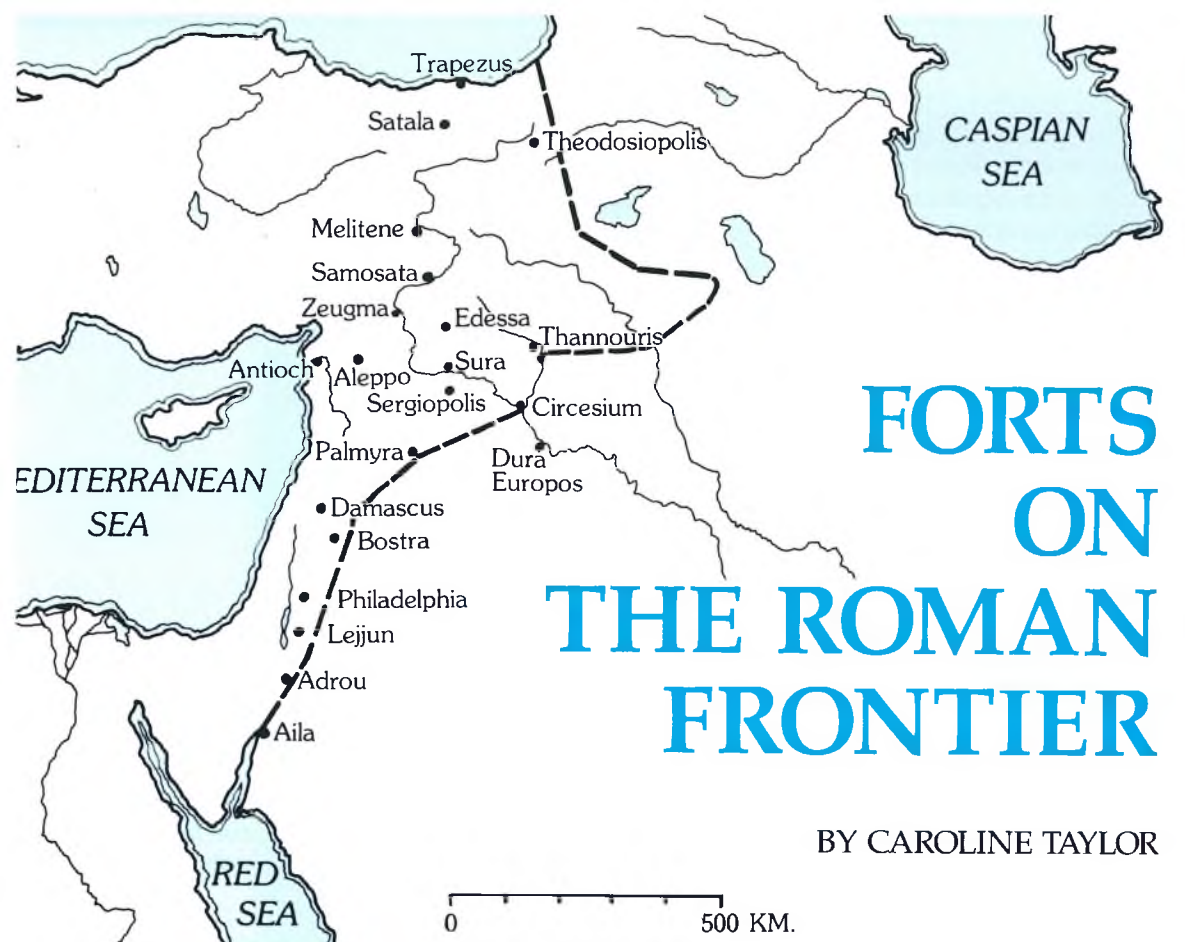 Trapezus
Satala
Theodosiopolis
CASPIAN
SEA
Melitene
Samosata
Zeugma
Edessa
Thannouris
Antioch
Aleppo
Sura
Sergiopolis
Circesium
Palmyra
Dura
Europos
EDITERRANEAN
SEA
Damascus
Bostra
Philadelphia
Lejjun
Adrou
Aila
RED
SEA
FORTS
ON
THE ROMAN
FRONTIER
BY CAROLINE TAYLOR
0 500 KM.